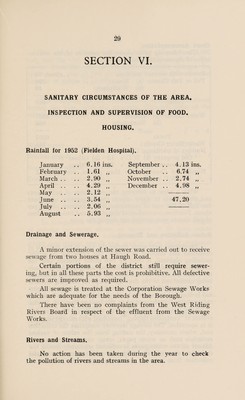 29
SECTION VI.
SANITARY CIRCUMSTANCES OF THE AREA.
INSPECTION AND SUPERVISION OF FOOD.
HOUSING.
Rainfall for 1952 (Fielden Hospital).
January .. 6.16 ins.
February .. 1.61 „
March .. .. 2.90 „
April .. .. 4.29 „
May .. .. 2.12 „
June .. .. 3.54 „
July .. .. 2.06 „
August .. 5.93 „
September .. 4.13 ins.
October .. 6.74 „
November .. 2.74 „
December .. 4.98 „
47.20
Drainage and Sewerage.
A minor extension of the sewer was carried out to receive
sewage from two houses at Haugh Road.
Certain portions of the district still require sewer-
ing, but in all these parts the cost is prohibitive. All defective
sewers are improved as required.
All sewage is treated at the Corporation Sewage Works
which are adequate for the needs of the Borough.
There have been no complaints from the West Riding
Rivers Board in respect of the effluent from the Sewage
Works.
Rivers and Streams.
No action has been taken during the year to check
the pollution of rivers and streams in the area.